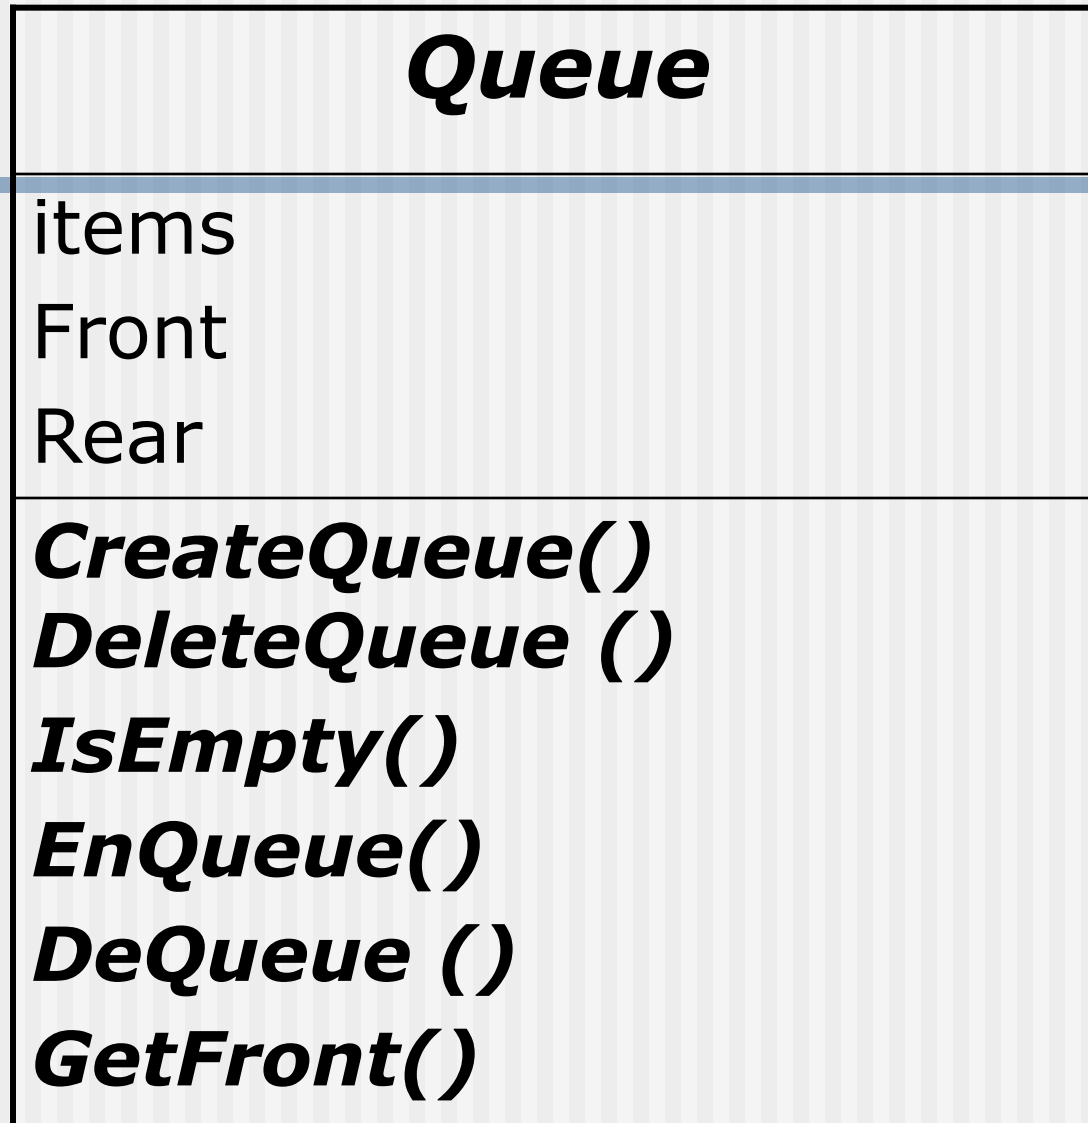 Queue
items
Front
Rear
CreateQueue()
DeleteQueue ()
IsEmpty()
EnQueue()
DeQueue ()
GetFront()